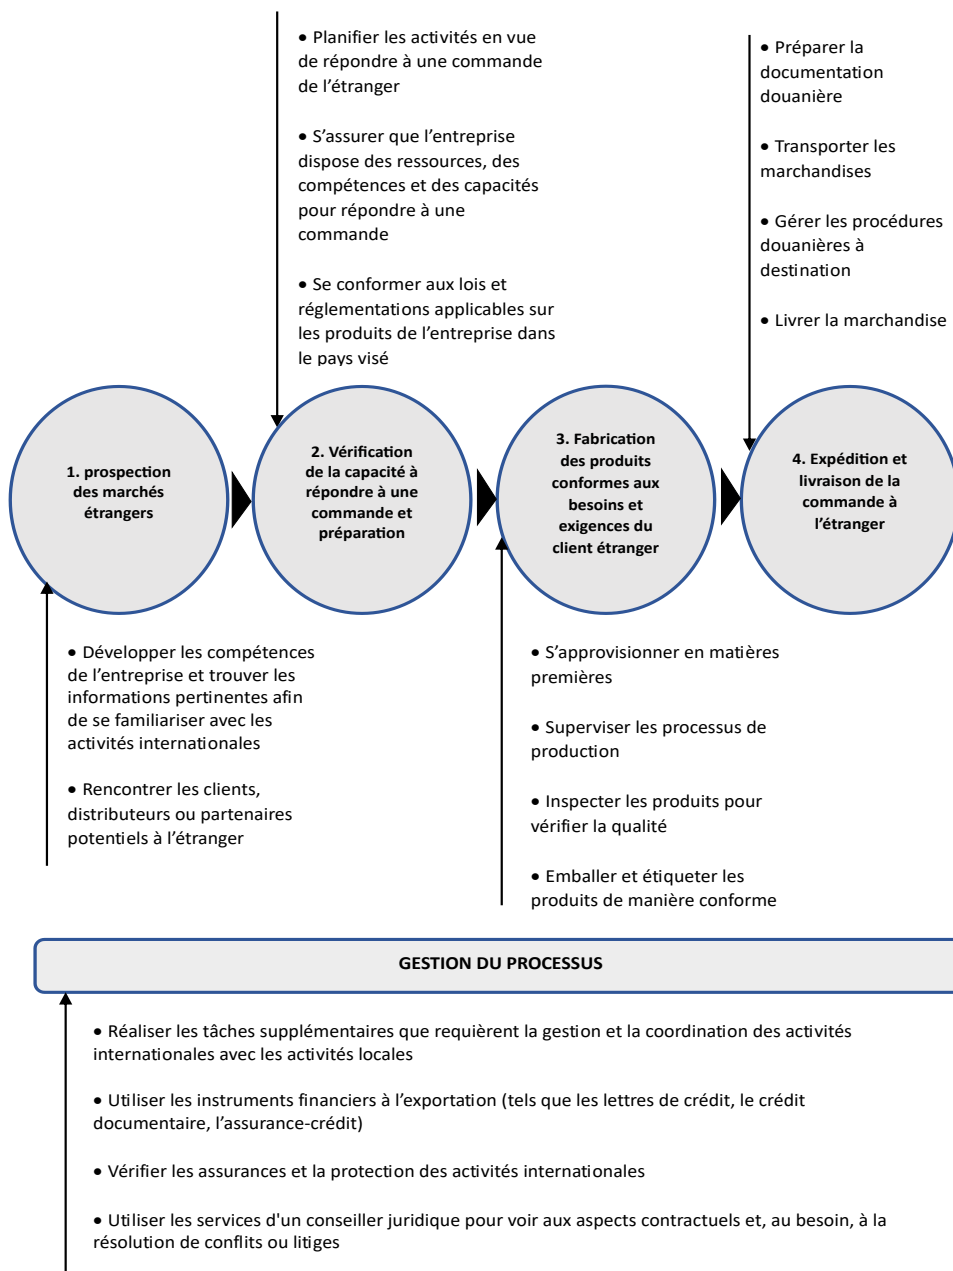 • Planifier les activités en vue
de répondre à une commande
de l’étranger
• S’assurer que l’entreprise
dispose des ressources, des
compétences et des capacités
pour répondre à une
commande
• Se conformer aux lois et
réglementations applicables sur
les produits de l’entreprise dans
le pays visé
• Préparer la
documentation
douanière
• Transporter les
marchandises
• Gérer les procédures
douanières à
destination
• Livrer la marchandise
1. prospection
des marchés
étrangers
2. Vérification
de la capacité à
répondre à une
commande et
préparation
3. Fabrication
des produits
conformes aux
besoins et
exigences du
client étranger
4. Expédition et
livraison de la
commande à
l’étranger
• Développer les compétences
de l’entreprise et trouver les
informations pertinentes afin
de se familiariser avec les
activités internationales
• Rencontrer les clients,
distributeurs ou partenaires
potentiels à l’étranger
• S’approvisionner en matières
premières
• Superviser les processus de
production
• Inspecter les produits pour
vérifier la qualité
• Emballer et étiqueter les
produits de manière conforme
GESTION DU PROCESSUS
• Réaliser les tâches supplémentaires que requièrent la gestion et la coordination des activités
internationales avec les activités locales
• Utiliser les instruments financiers à l’exportation (tels que les lettres de crédit, le crédit
documentaire, l’assurance-crédit)
• Vérifier les assurances et la protection des activités internationales
• Utiliser les services d'un conseiller juridique pour voir aux aspects contractuels et, au besoin, à la
résolution de conflits ou litiges